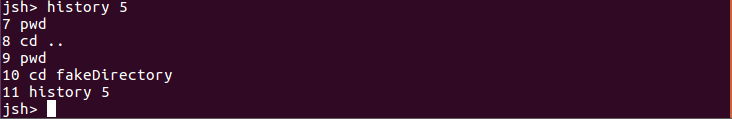 jsh> history 5
7 pwd
8 cd ..
9 pwd
10 cd fakeDirectory
11 history 5
jsh>